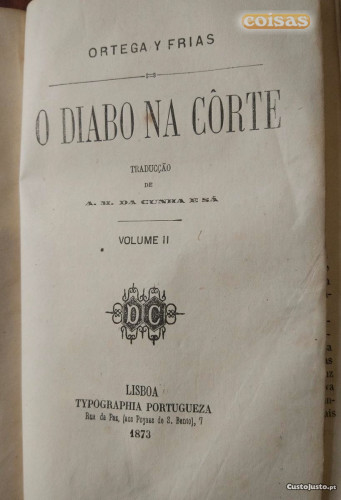 coisas
ORTEGA Y FRIAS
O DIABO NA CÔRTE
TRADUCÇÃO
DE
A. M. DA CUNHA E SÁ
VOLUME II
DC
LISBOA
TYPOGRAPHIA PORTUGUEZA
Rua da Paz, (aos Poyaes de S. Bento), 7
1873
CustoJusto.pt